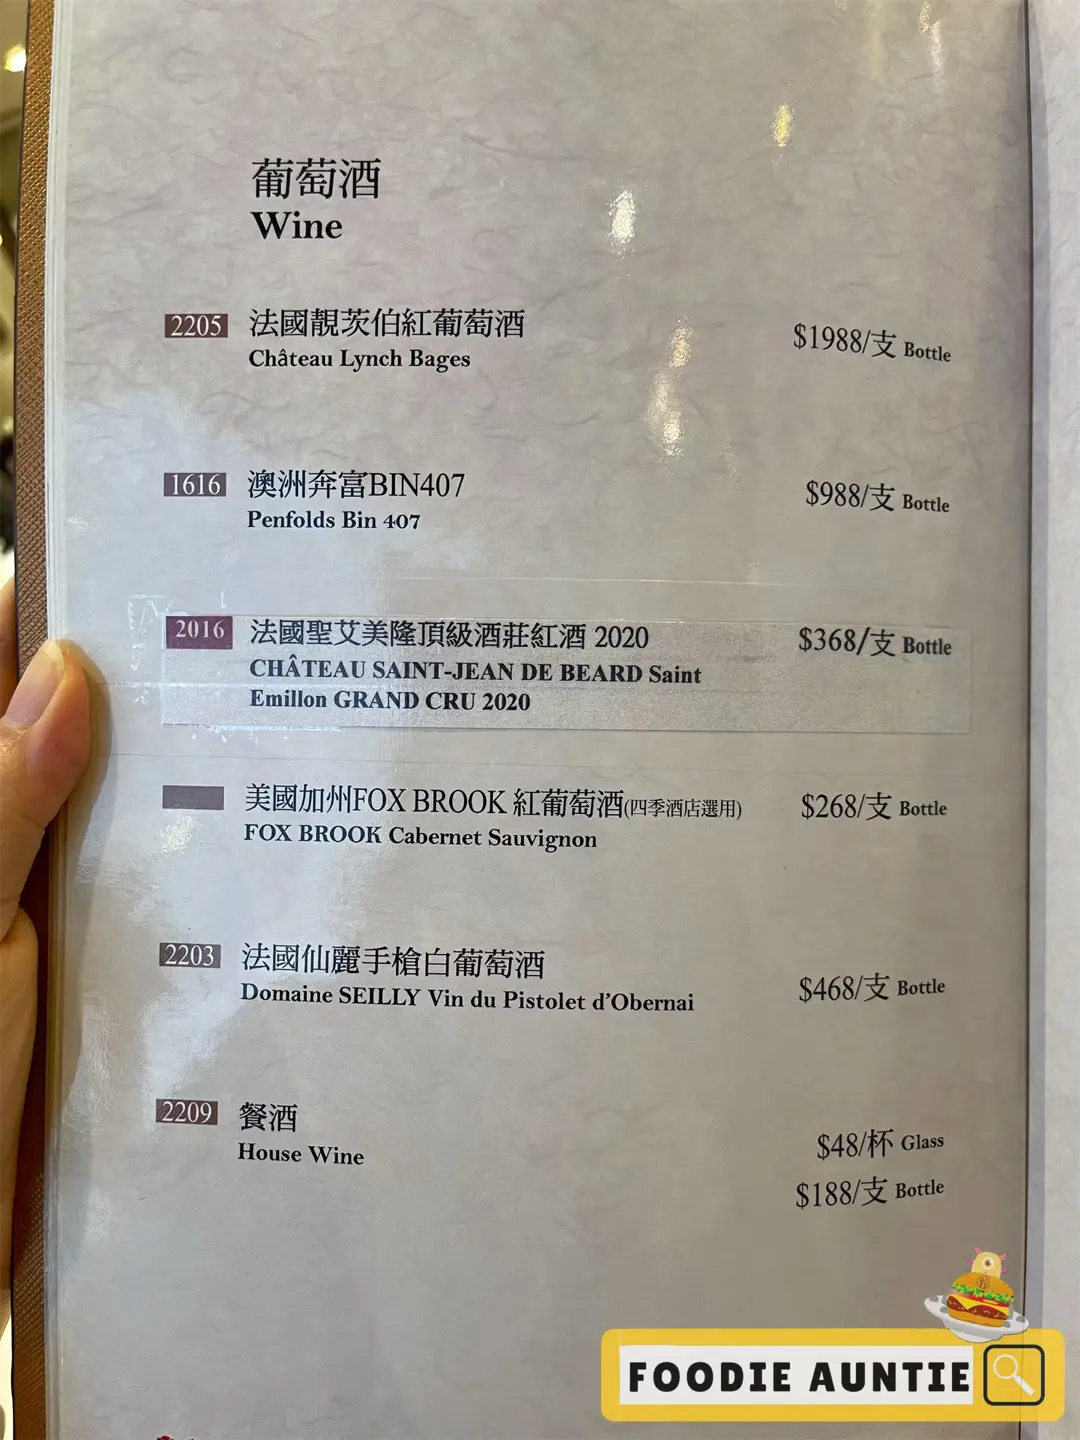 葡萄酒
Wine
2205 法國靚茨伯紅葡萄酒 $1988/支 Bottle
Château Lynch Bages
1616 澳洲奔富BIN407 $988/支 Bottle
Penfolds Bin 407
2016 法國聖艾美隆頂級酒莊紅酒 2020 $368/支 Bottle
CHÂTEAU SAINT-JEAN DE BEARD Saint
Emillon GRAND CRU 2020
美國加州FOX BROOK 紅葡萄酒(四季酒店選用) $268/支 Bottle
FOX BROOK Cabernet Sauvignon
2203 法國仙麗手槍白葡萄酒 $468/支 Bottle
Domaine SEILLY Vin du Pistolet d’Obernai
2209 餐酒 $48/杯 Glass
House Wine $188/支 Bottle
FOODIE AUNTIE